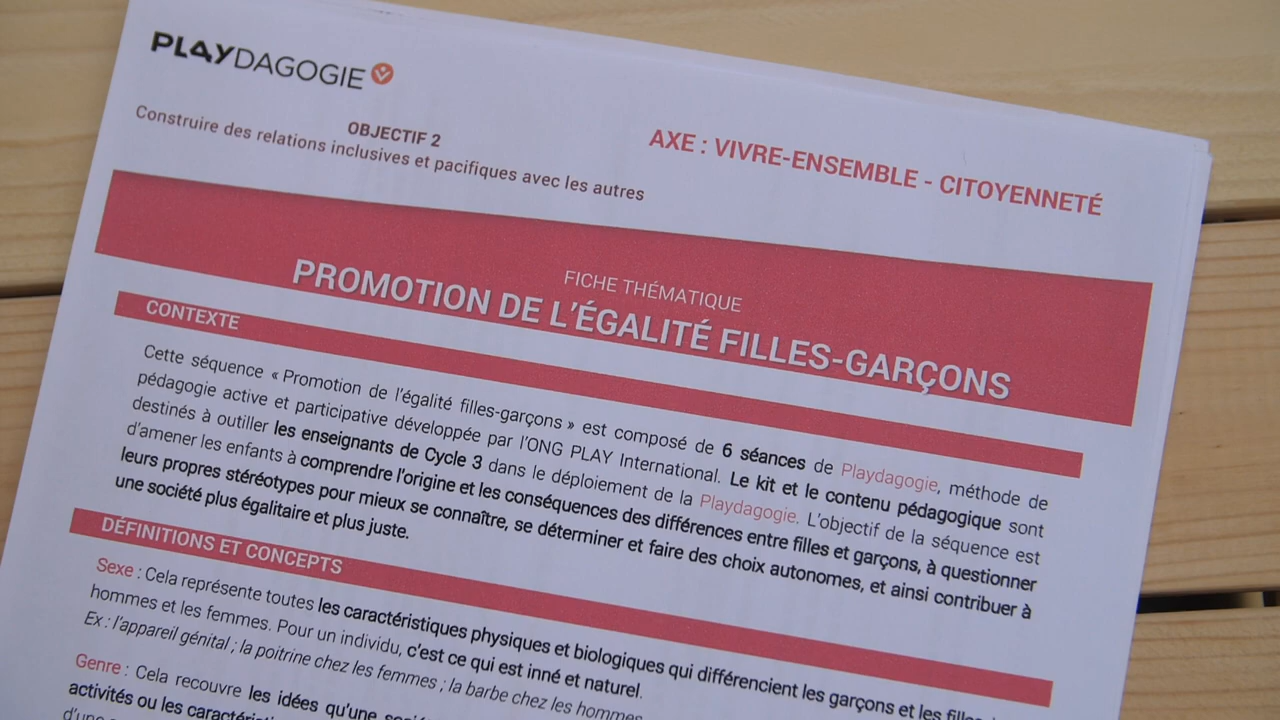 PLAYDAGOGIE
OBJECTIF 2
Construire des relations inclusives et pacifiques avec les autres
AXE : VIVRE-ENSEMBLE - CITOYENNETÉ
FICHE THÉMATIQUE
PROMOTION DE L'ÉGALITÉ FILLES-GARÇONS
CONTEXTE
Cette séquence « Promotion de l'égalité filles-garçons » est composé de 6 séances de Playdagogie, méthode de
pédagogie active et participative développée par l'ONG PLAY International. Le kit et le contenu pédagogique sont
destinés à outiller les enseignants de Cycle 3 dans le déploiement de la Playdagogie. L'objectif de la séquence est
d'amener les enfants à comprendre l'origine et les conséquences des différences entre filles et garçons, à questionner
leurs propres stéréotypes pour mieux se connaître, se déterminer et faire des choix autonomes, et ainsi contribuer à
une société plus égalitaire et plus juste.
DÉFINITIONS ET CONCEPTS
Sexe : Cela représente toutes les caractéristiques physiques et biologiques qui différencient les garçons et les filles
hommes et les femmes. Pour un individu, c'est ce qui est inné et naturel.
Ex : l'appareil génital ; la poitrine chez les femmes ; la barbe chez les hommes
Genre : Cela recouvre les idées qu'une
activités ou les
d'une